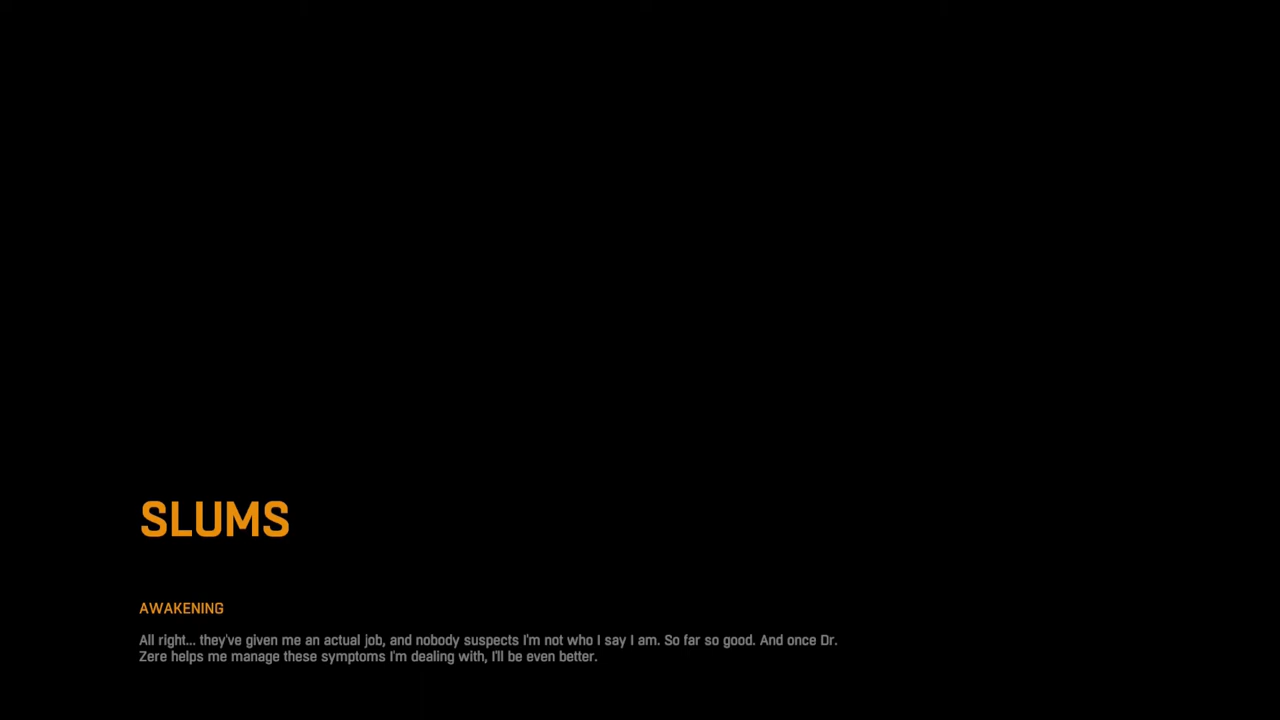 SLUMS
AWAKENING
All right... they've given me an actual job, and nobody suspects I'm not who I say I am. So far so good. And once Dr.
Zere helps me manage these symptoms I'm dealing with, I'll be even better.